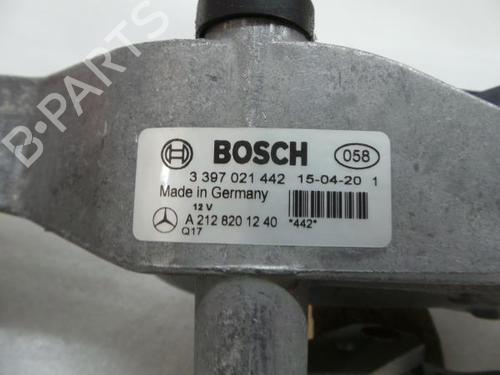 B-PARTS
BOSCH
058
3 397 021 442 15-04-20 1
Made in Germany
12 V
A 212 820 12 40 *442*
Q17